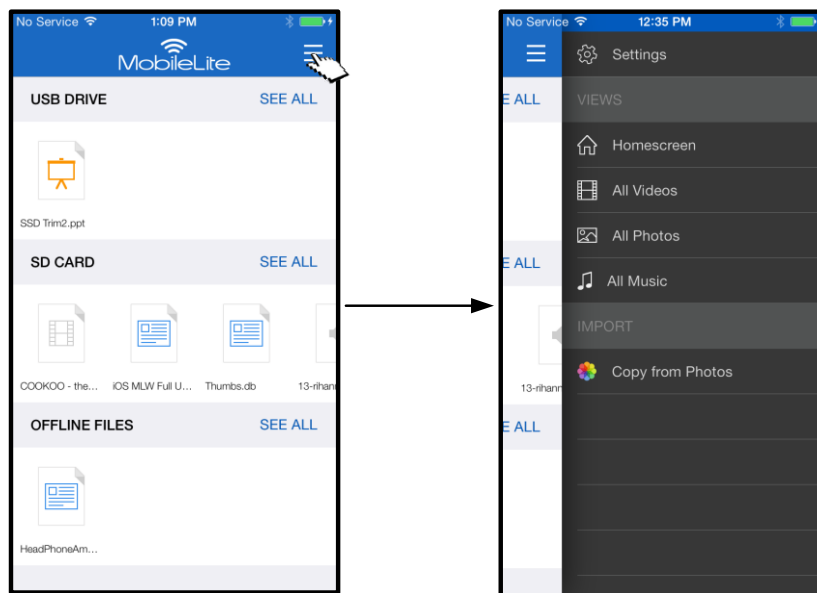 No Service 1:09 PM
MobileLite
USB DRIVE SEE ALL
SSD Trim2.ppt
SD CARD SEE ALL
COOKOO - the... iOS MLW Full U... Thumbs.db 13-rihann
OFFLINE FILES SEE ALL
HeadPhoneAm...
No Service 12:35 PM
Settings
E ALL VIEWS
Homescreen
All Videos
All Photos
E ALL
All Music
IMPORT
Copy from Photos
13-rihann
E ALL